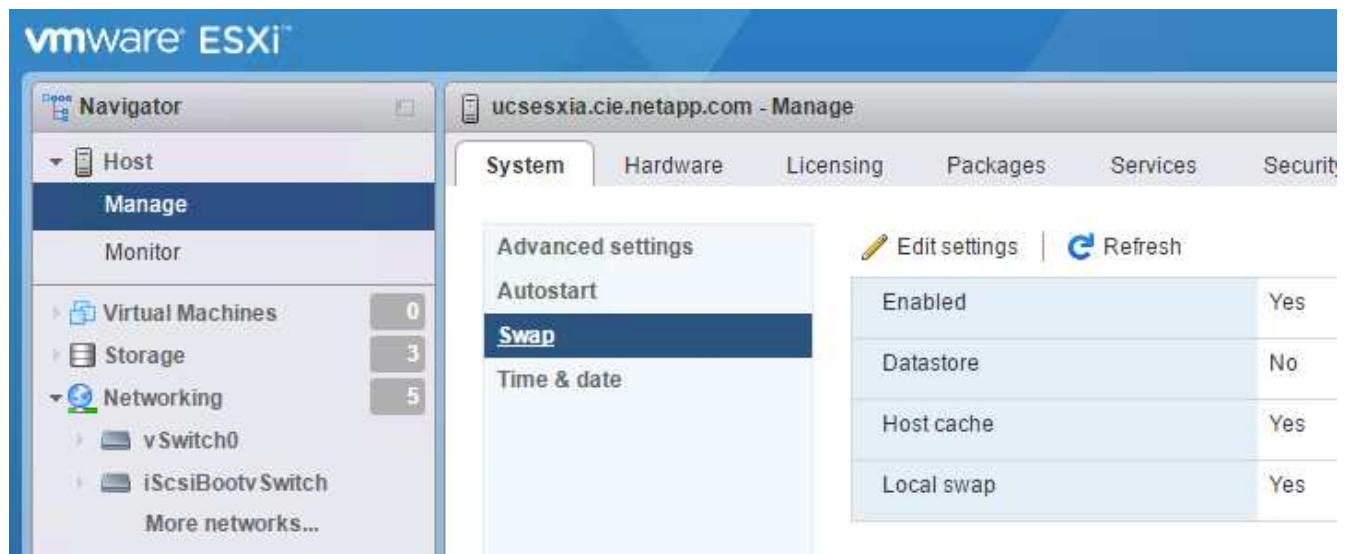 vmware ESXi™
Navigator
Host
Manage
Monitor
Virtual Machines 0
Storage 3
Networking 5
vSwitch0
iScsiBootvSwitch
More networks...
ucsesxia.cie.netapp.com - Manage
System Hardware Licensing Packages Services Security
Advanced settings
Autostart
Swap
Time & date
Edit settings Refresh
Enabled Yes
Datastore No
Host cache Yes
Local swap Yes